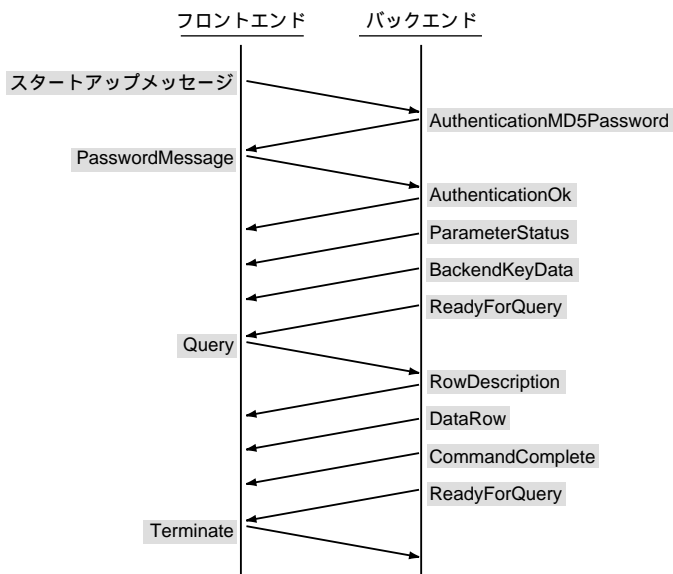 フロントエンド
バックエンド
スタートアップメッセージ
AuthenticationMD5Password
PasswordMessage
AuthenticationOk
ParameterStatus
BackendKeyData
ReadyForQuery
Query
RowDescription
DataRow
CommandComplete
ReadyForQuery
Terminate